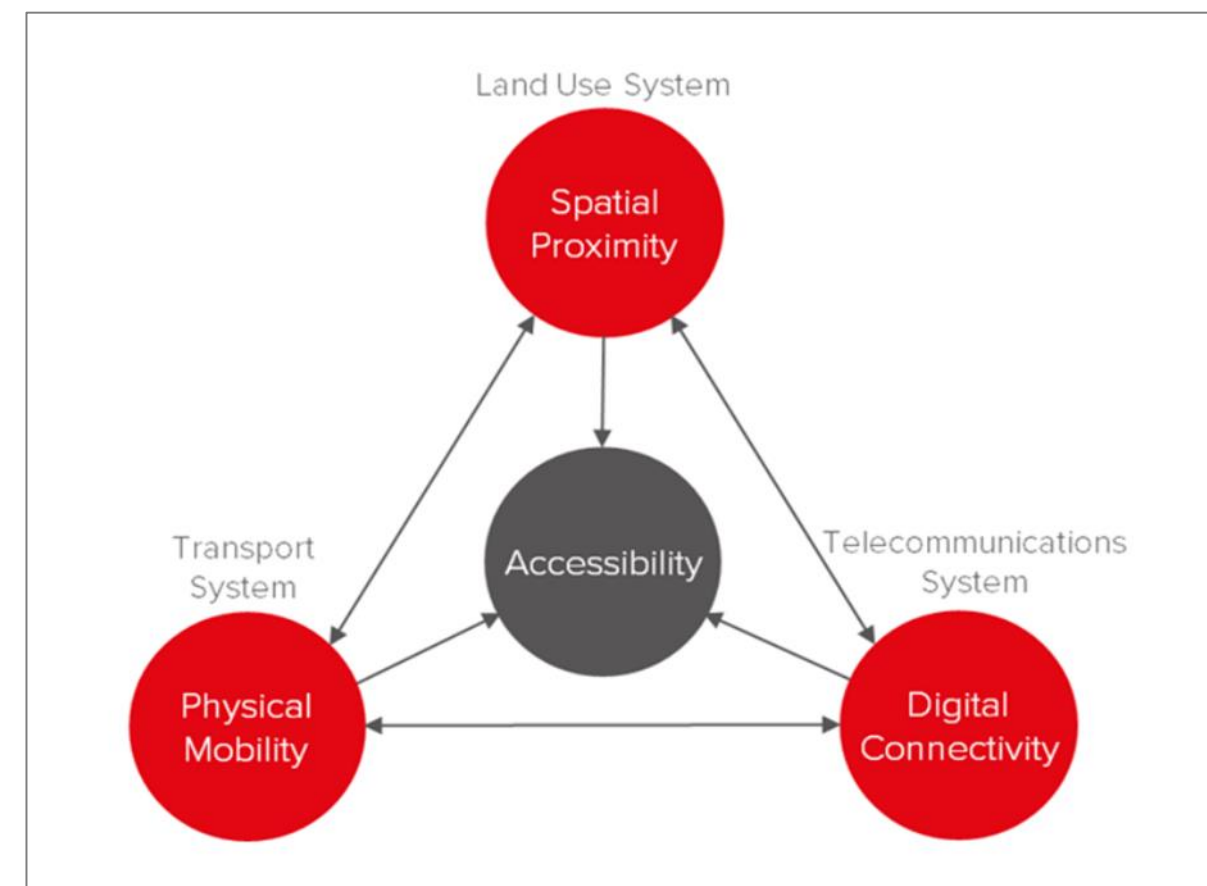 Land Use System
Spatial
Proximity
Accessibility
Transport
System
Telecommunications
System
Physical
Mobility
Digital
Connectivity